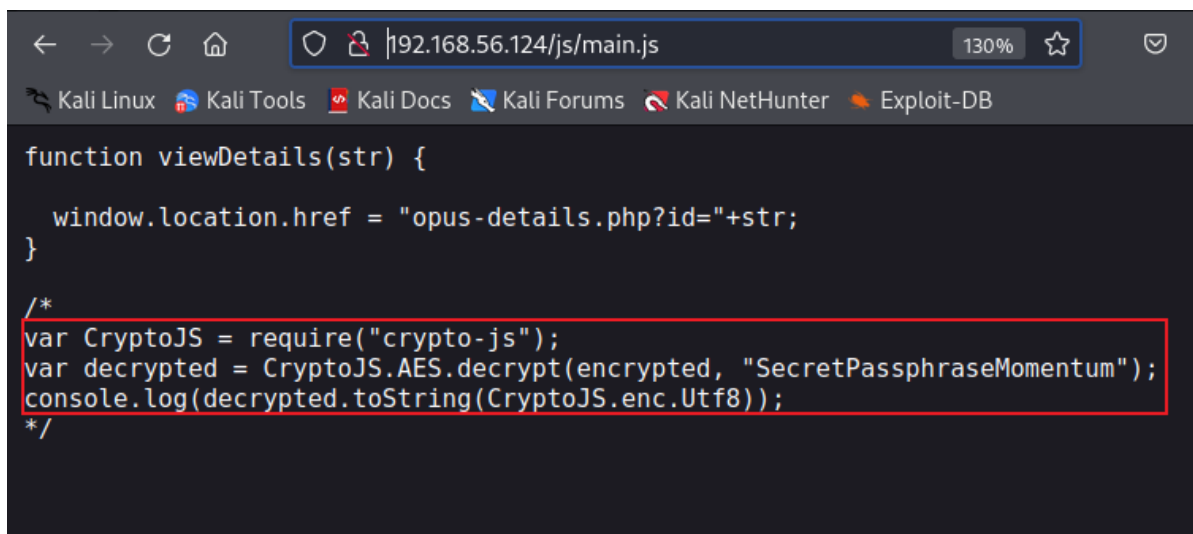 192.168.56.124/js/main.js 130%
Kali Linux Kali Tools Kali Docs Kali Forums Kali NetHunter Exploit-DB
function viewDetails(str) {
window.location.href = "opus-details.php?id="+str;
}
/*
var CryptoJS = require("crypto-js");
var decrypted = CryptoJS.AES.decrypt(encrypted, "SecretPassphraseMomentum");
console.log(decrypted.toString(CryptoJS.enc.Utf8));
*/